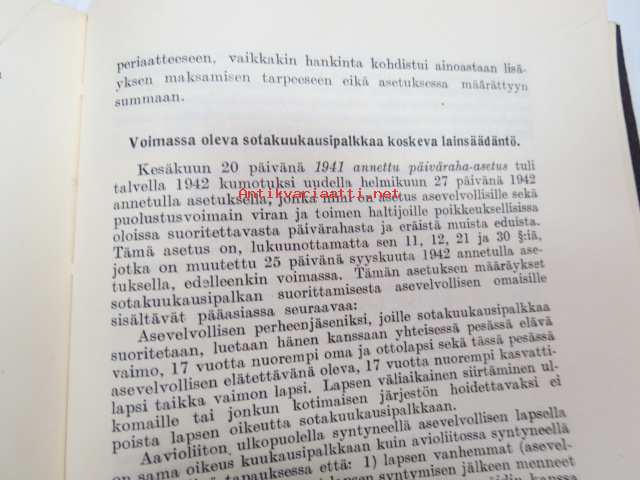 periaatteeseen, vaikkakin hankinta kohdistui ainoastaan lisä-
yksen maksamisen tarpeeseen eikä asetuksessa määrättyyn
summaan.
Voimassa oleva sotakuukausipalkkaa koskeva lainsäädäntö.
Kesäkuun 20 päivänä 1941 annettu päiväraha-asetus tuli
talvella 1942 kumotuksi uudella helmikuun 27 päivänä 1942
Antikvariaatti.net
annetulla asetuksella, jonka nimi on asetus asevelvollisille sekä
puolustusvoimain viran ja toimen haltijoille poikkeuksellisissa
oloissa suoritettavasta päivärahasta ja eräistä muista eduista.
Tämä asetus on, lukuunottamatta sen 11, 12, 21 ja 30 §:iä,
jotka on muutettu 25 päivänä syyskuuta 1942 annetulla ase-
tuksella, edelleenkin voimassa. Tämän asetuksen määräykset
sotakuukausipalkan suorittamisesta asevelvollisen omaisille
sisältävät pääasiassa seuraavaa:
Asevelvollisen perheenjäseniksi, joille sotakuukausipalkkaa
suoritetaan, luetaan hänen kanssaan yhteisessä pesässä elävä
vaimo, 17 vuotta nuorempi oma ja ottolapsi sekä tässä pesässä
asevelvollisen elätettävänä oleva, 17 vuotta nuorempi kasvatti-
lapsi taikka vaimon lapsi. Lapsen väliaikainen siirtäminen ul-
komaille tai jonkun kotimaisen järjestön hoidettavaksi ei
poista lapsen oikeutta sotakuukausipalkkaan.
Aavioliiton ulkopuolella syntyneellä asevelvollisen lapsella
on sama oikeus kuukausipalkkaan kuin avioliitossa syntyneellä
tapauksessa että: 1) lapsen vanhemmat (asevel-
lapsen syntymisen jälkeen menneet
kanssa